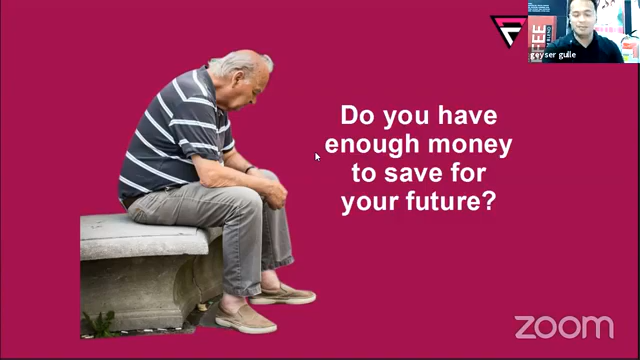 Do you have
enough money
to save for
your future?
geyser gulle
zoom